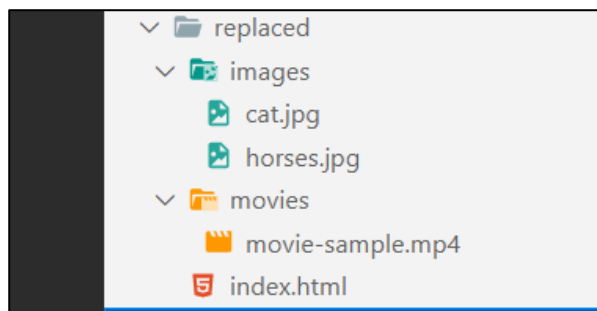 replaced
images
cat.jpg
horses.jpg
movies
movie-sample.mp4
index.html